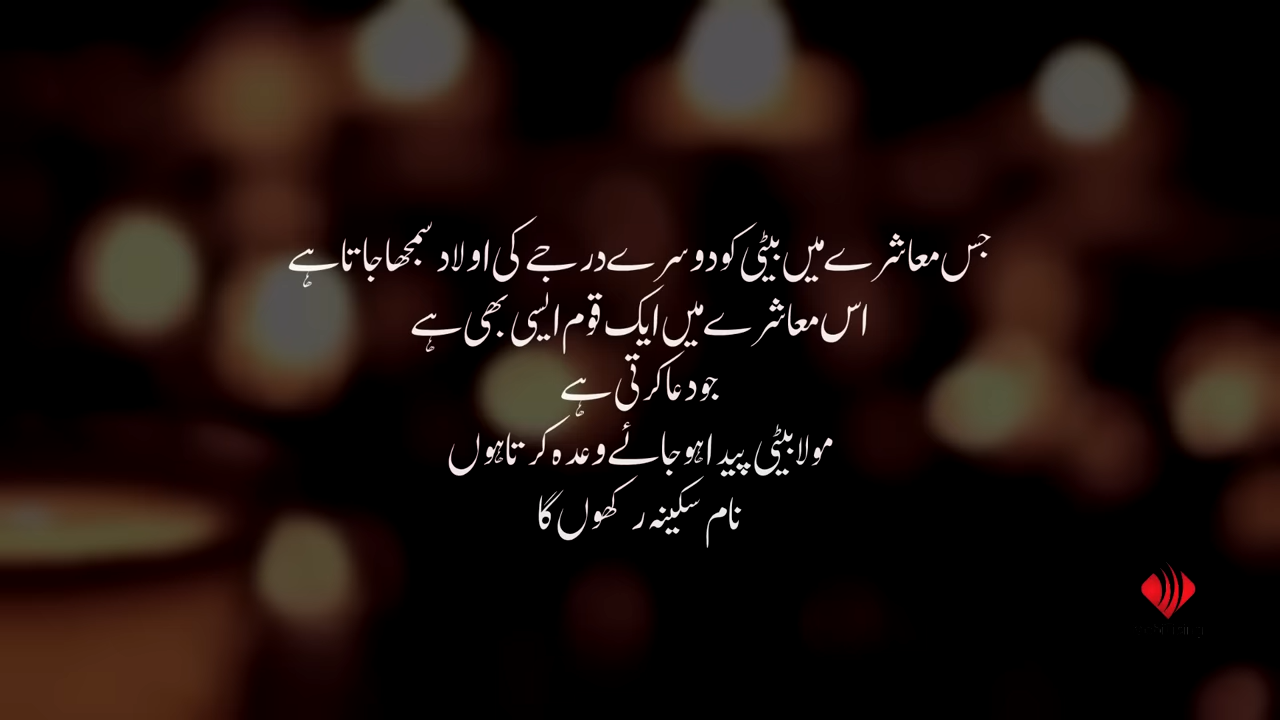 جس معاشرے میں بیٹی کو دوسرے درجے کی اولاد سمجھا جاتا ہے
اس معاشرے میں ایک قوم ایسی بھی ہے
جو دعا کرتی ہے
مولا بیٹی پیدا ہو جائے وعدہ کرتا ہوں
نام سکینہ رکھوں گا